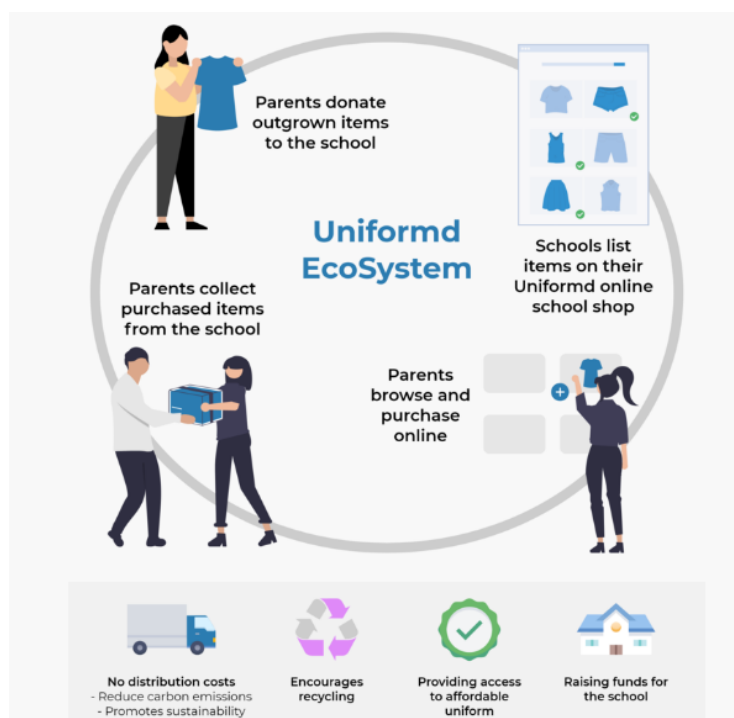 Parents donate
outgrown items
to the school
Uniformd
EcoSystem
Schools list
items on their
Uniformd online
school shop
Parents collect
purchased items
from the school
Parents
browse and
purchase
online
No distribution costs
- Reduce carbon emissions
- Promotes sustainability
Encourages
recycling
Providing access
to affordable
uniform
Raising funds for
the school